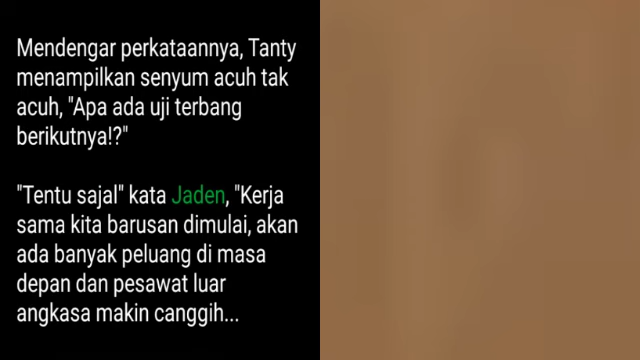 Mendengar perkataannya, Tanty
menampilkan senyum acuh tak
acuh, "Apa ada uji terbang
berikutnya!?"
"Tentu sajal" kata Jaden, "Kerja
sama kita barusan dimulai, akan
ada banyak peluang di masa
depan dan pesawat luar
angkasa makin canggih...